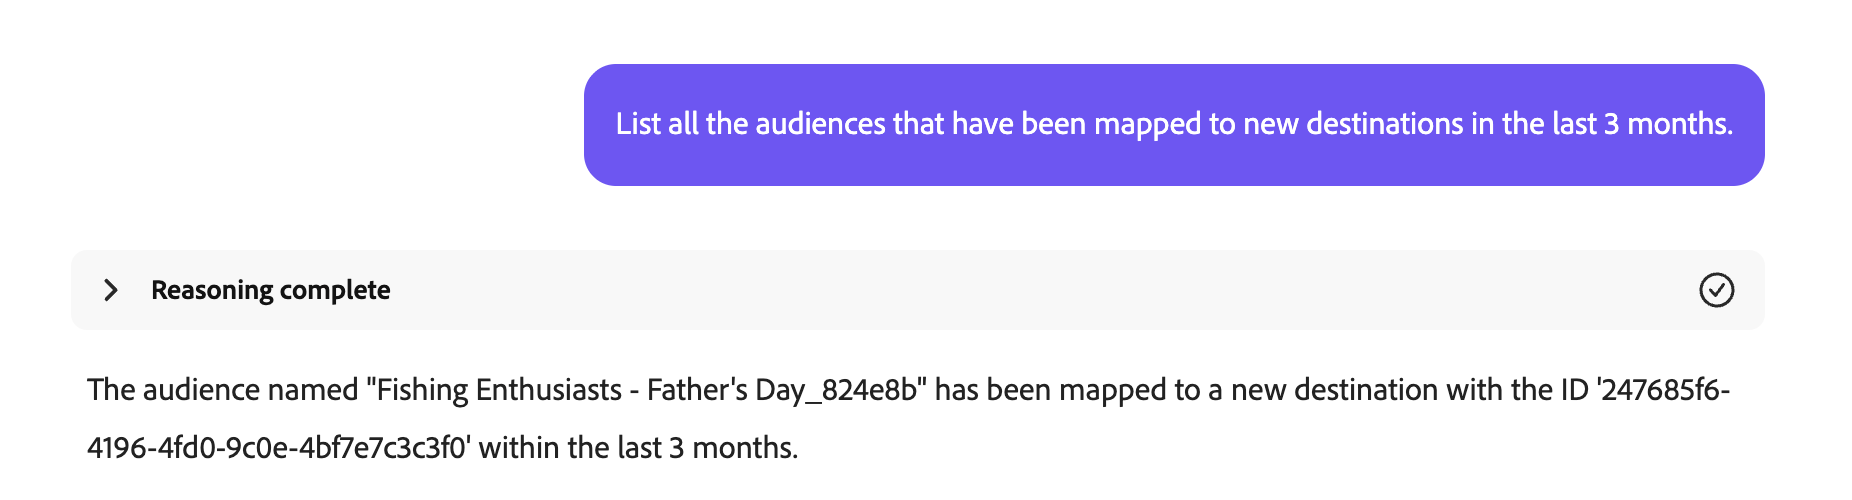 List all the audiences that have been mapped to new destinations in the last 3 months.
Reasoning complete
The audience named "Fishing Enthusiasts - Father's Day_824e8b" has been mapped to a new destination with the ID '247685f6-
4196-4fd0-9c0e-4bf7e7c3c3f0' within the last 3 months.